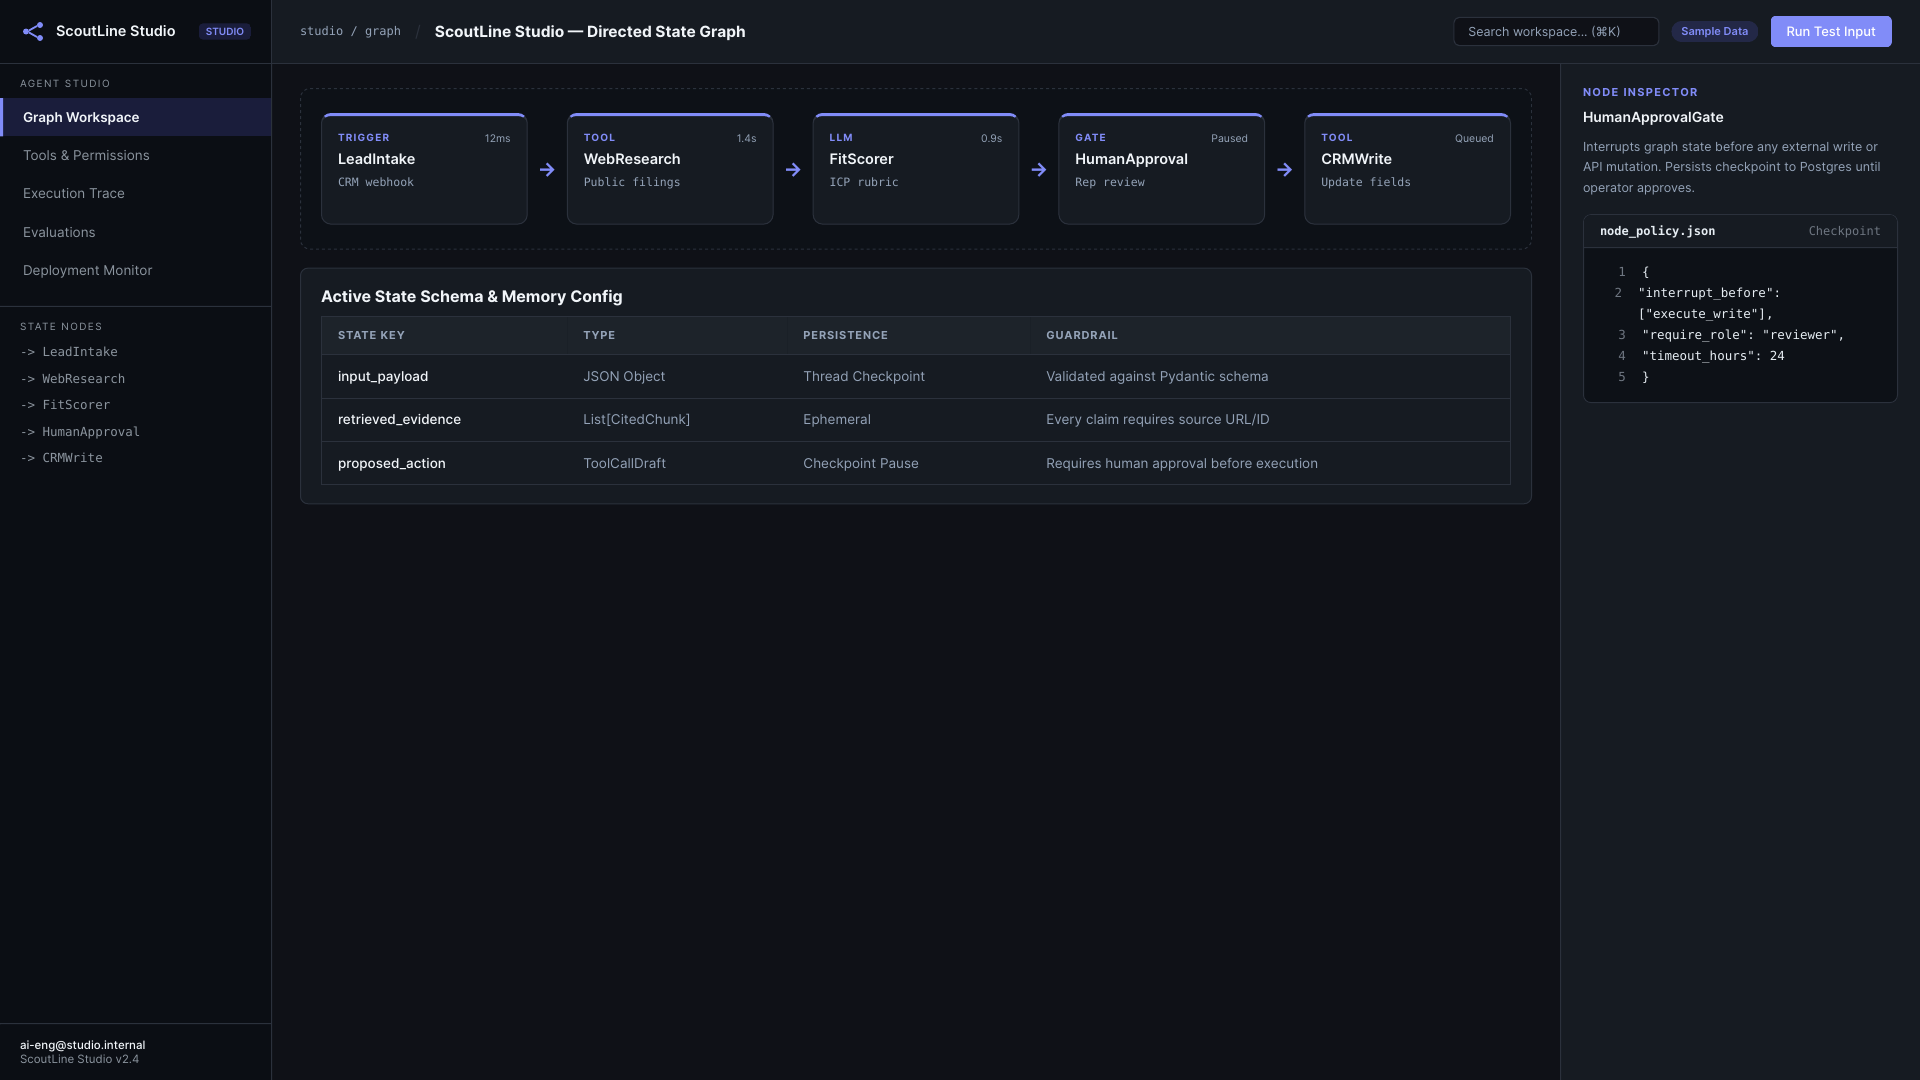 ScoutLine Studio STUDIO
AGENT STUDIO
Graph Workspace
Tools & Permissions
Execution Trace
Evaluations
Deployment Monitor
STATE NODES
-> LeadIntake
-> WebResearch
-> FitScorer
-> HumanApproval
-> CRMWrite
ai-eng@studio.internal
ScoutLine Studio v2.4
studio / graph / ScoutLine Studio — Directed State Graph
Search workspace... (⌘K) Sample Data Run Test Input
TRIGGER 12ms
LeadIntake
CRM webhook
→
TOOL 1.4s
WebResearch
Public filings
→
LLM 0.9s
FitScorer
ICP rubric
→
GATE Paused
HumanApproval
Rep review
→
TOOL Queued
CRMWrite
Update fields
Active State Schema & Memory Config
STATE KEY TYPE PERSISTENCE GUARDRAIL
input_payload JSON Object Thread Checkpoint Validated against Pydantic schema
retrieved_evidence List[CitedChunk] Ephemeral Every claim requires source URL/ID
proposed_action ToolCallDraft Checkpoint Pause Requires human approval before execution
NODE INSPECTOR
HumanApprovalGate
Interrupts graph state before any external write or
API mutation. Persists checkpoint to Postgres until
operator approves.
node_policy.json Checkpoint
1 {
2 "interrupt_before":
["execute_write"],
3 "require_role": "reviewer",
4 "timeout_hours": 24
5 }